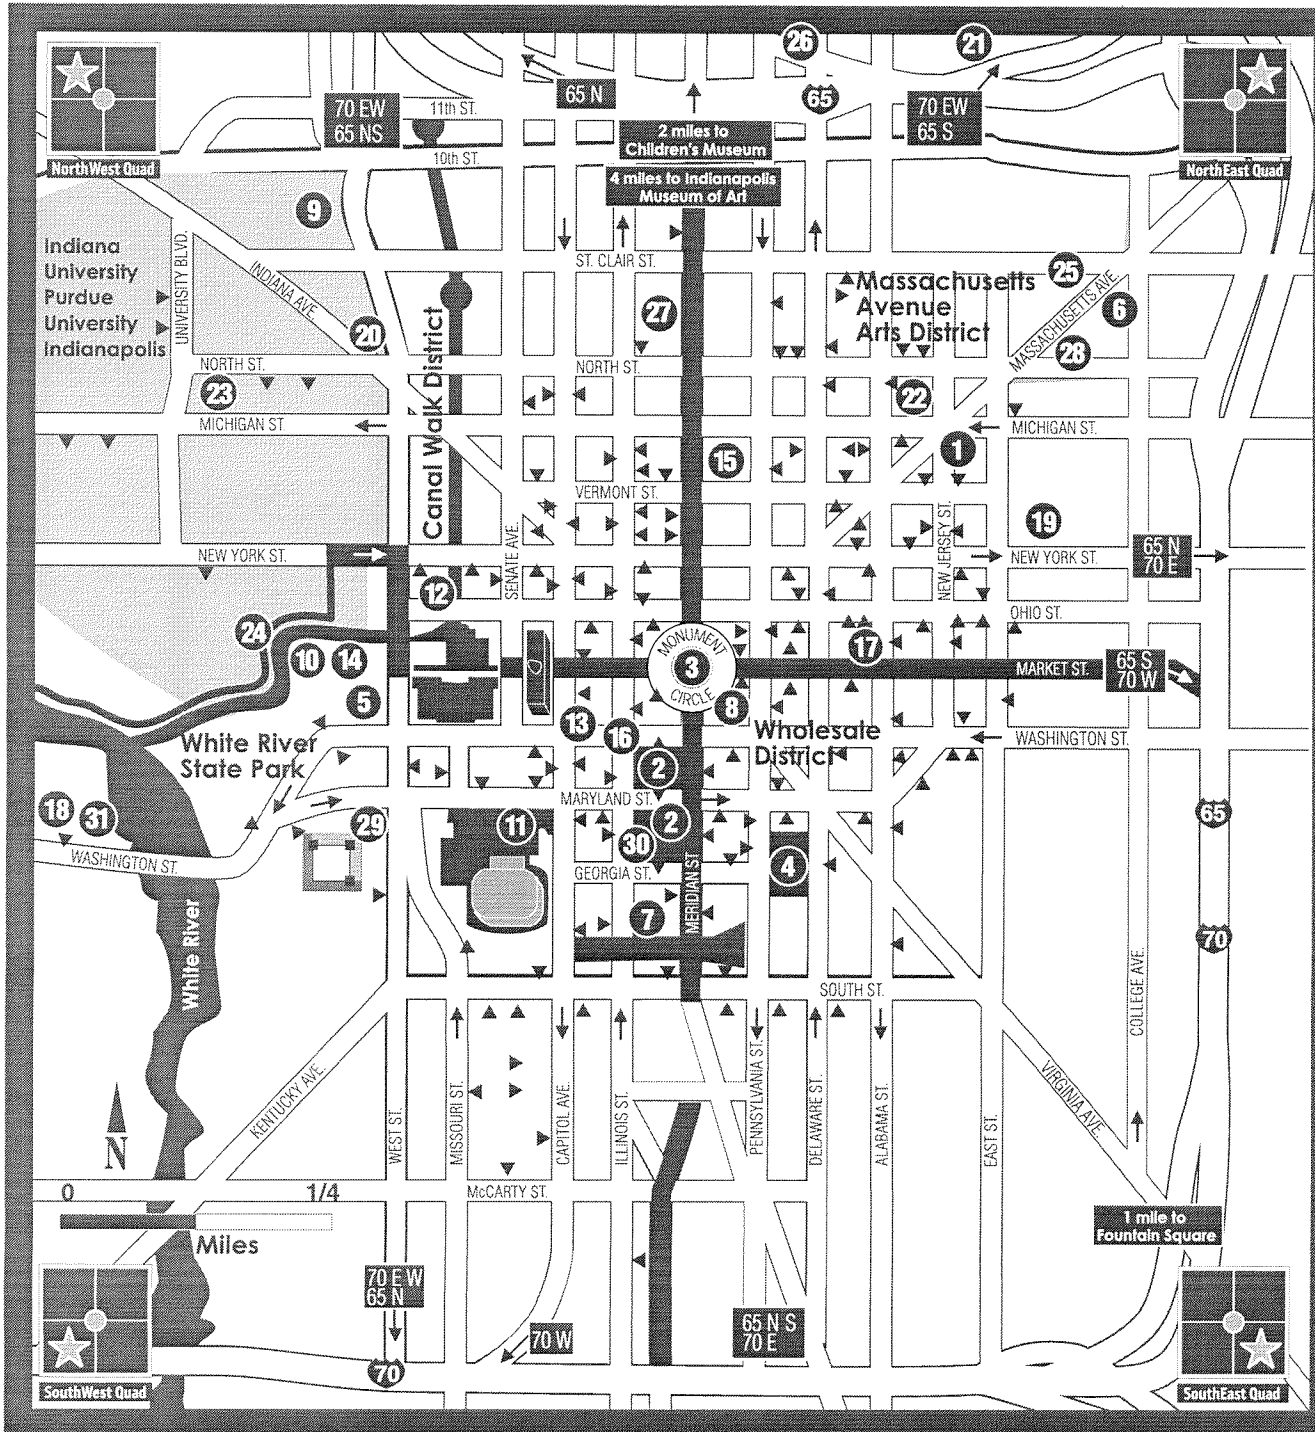 26
21
65 N
70 EW
65 NS
11th ST.
65
70 EW
65 S
2 miles to
Children's Museum
10th ST.
NorthWest Quad
NorthEast Quad
4 miles to Indianapolis
Museum of Art
9
Indiana
University
Purdue
University
Indianapolis
UNIVERSITY BLVD.
INDIANA AVE.
ST. CLAIR ST.
25
Massachusetts
Avenue
Arts District
MASSACHUSETTS AVE.
6
27
20
28
NORTH ST.
NORTH ST.
23
22
MICHIGAN ST.
MICHIGAN ST.
Canal Walk District
1
15
VERMONT ST.
SENATE AVE.
NEW JERSEY ST.
19
NEW YORK ST.
NEW YORK ST.
65 N
70 E
12
OHIO ST.
24
10
14
MONUMENT
3
CIRCLE
17
MARKET ST.
65 S
70 W
5
8
13
16
Wholesale
District
WASHINGTON ST.
White River
State Park
2
MARYLAND ST.
18
31
29
11
2
30
65
WASHINGTON ST.
GEORGIA ST.
4
7
MERIDIAN ST
70
White River
SOUTH ST.
COLLEGE AVE.
KENTUCKY AVE.
WEST ST.
MISSOURI ST.
CAPITOL AVE.
ILLINOIS ST.
PENNSYLVANIA ST.
DELAWARE ST.
ALABAMA ST.
EAST ST.
VIRGINIA AVE.
N
McCARTY ST.
0
1/4
Miles
1 mile to
Fountain Square
70 E W
65 N
70 W
65 N S
70 E
70
SouthWest Quad
SouthEast Quad